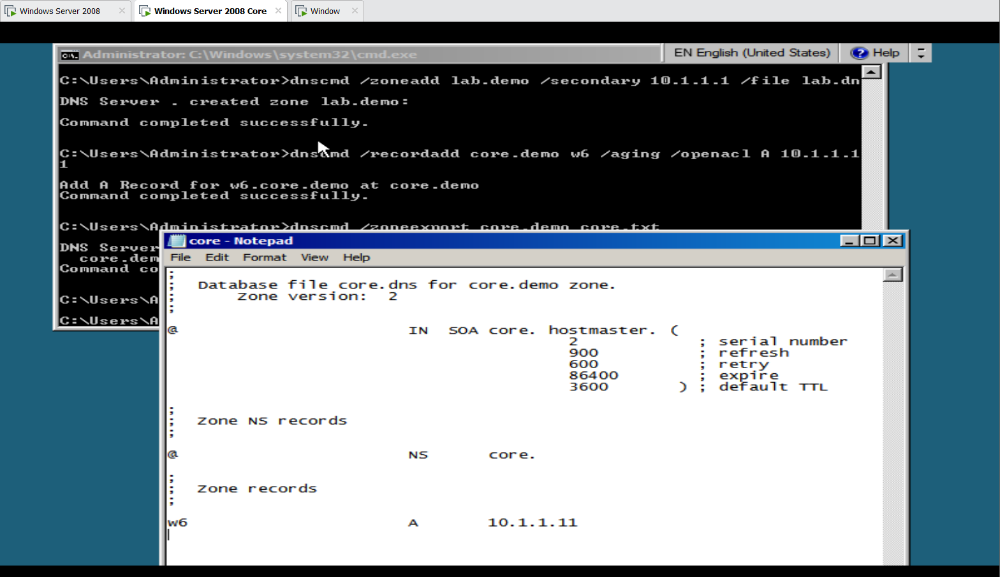 Windows Server 2008
Windows Server 2008 Core
Window
Administrator: C:\Windows\system32\cmd.exe
EN English (United States)
Help
C:\Users\Administrator>dnscmd /zoneadd lab.demo /secondary 10.1.1.1 /file lab.dn
DNS Server . created zone lab.demo:
Command completed successfully.
C:\Users\Administrator>dnscmd /recordadd core.demo w6 /aging /openacl A 10.1.1.1
1
Add A Record for w6.core.demo at core.demo
Command completed successfully.
C:\Users\Administrator>dnscmd /zoneexport core.demo core.txt
DNS Server
core.dem
Command co
C:\Users\A
C:\Users\A
core - Notepad
File Edit Format View Help
;
; Database file core.dns for core.demo zone.
; Zone version: 2
;
@ IN SOA core. hostmaster. (
2 ; serial number
900 ; refresh
600 ; retry
86400 ; expire
3600 ) ; default TTL
;
; Zone NS records
;
@ NS core.
;
; Zone records
;
w6 A 10.1.1.11